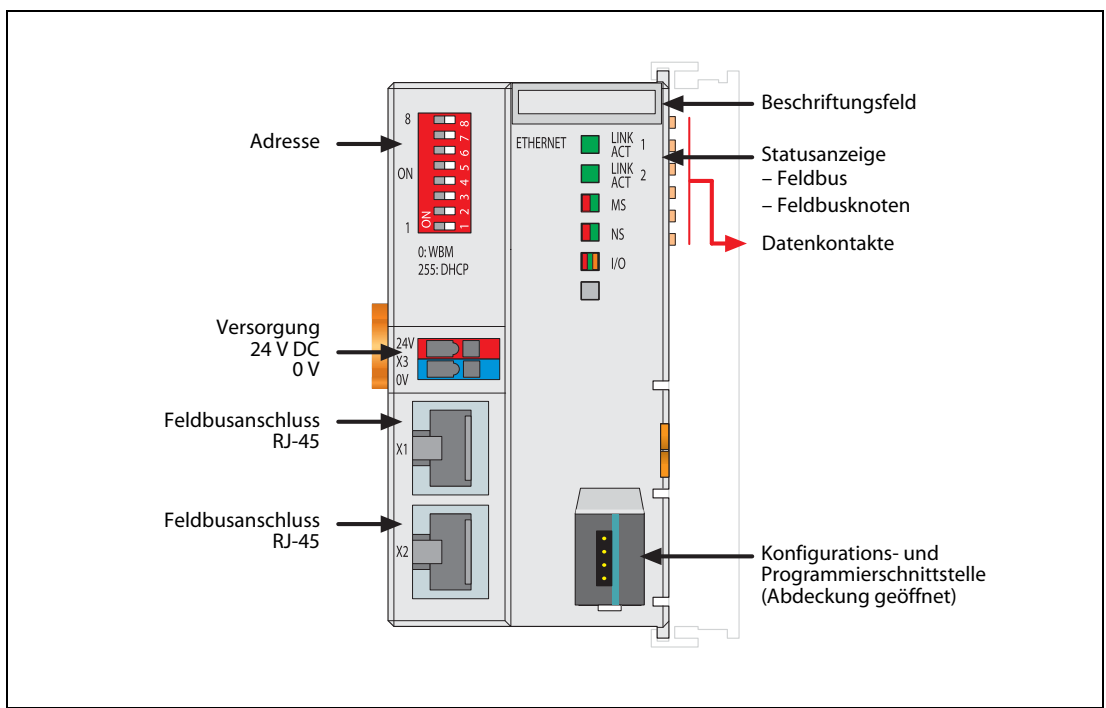 Adresse
8
ON
1
8
7
6
5
4
3
2
1
ON
0: WBM
255: DHCP
Versorgung
24 V DC
0 V
24V
X3
0V
Feldbusanschluss
RJ-45
X1
Feldbusanschluss
RJ-45
X2
ETHERNET
LINK 1
ACT
LINK 2
ACT
MS
NS
I/O
Beschriftungsfeld
Statusanzeige
– Feldbus
– Feldbusknoten
Datenkontakte
Konfigurations- und
Programmierschnittstelle
(Abdeckung geöffnet)